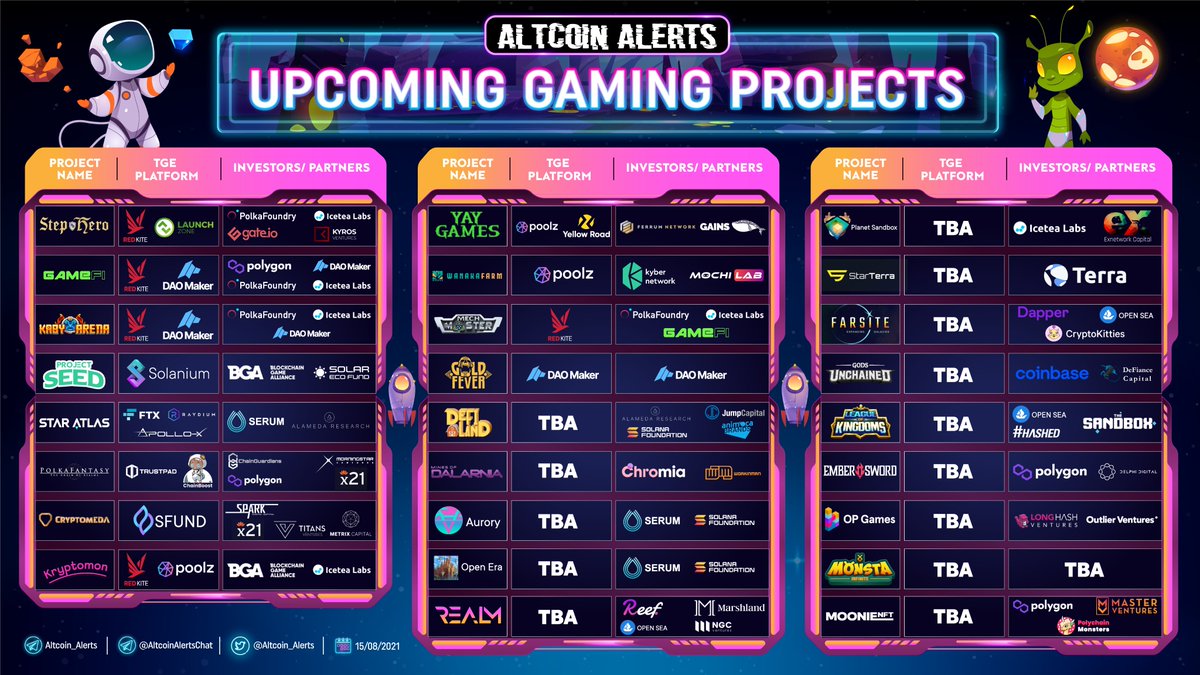 ALTCOIN ALERTS
UPCOMING GAMING PROJECTS
PROJECT NAME
TGE PLATFORM
INVESTORS/ PARTNERS
StepHero
RED KITE
LAUNCH ZONE
PolkaFoundry
Icetea Labs
gate.io
KYROS VENTURES
GAMEFI
RED KITE
DAO Maker
polygon
DAO Maker
PolkaFoundry
Icetea Labs
KABY ARENA
RED KITE
DAO Maker
PolkaFoundry
Icetea Labs
DAO Maker
PROJECT SEED
Solanium
BGA BLOCKCHAIN GAME ALLIANCE
SOLAR ECO FUND
STAR ATLAS
FTX
RAYDIUM
APOLLO-X
SERUM
ALAMEDA RESEARCH
POLKAFANTASY
TRUSTPAD
ChainBoost
ChainGuardians
MORNINGSTAR
polygon
x21
CRYPTOMEDA
SFUND
SPARK
x21
TITANS VENTURES
METRIX CAPITAL
Kryptomon
RED KITE
poolz
BGA BLOCKCHAIN GAME ALLIANCE
Icetea Labs
PROJECT NAME
TGE PLATFORM
INVESTORS/ PARTNERS
YAY GAMES
poolz
Yellow Road
FERRUM NETWORK
GAINS
WANAKAFARM
poolz
kyber network
MOCHI LAB
MECH MASTER
RED KITE
PolkaFoundry
Icetea Labs
GAMEFI
GOLD FEVER
DAO Maker
DAO Maker
DEFI LAND
TBA
ALAMEDA RESEARCH
JumpCapital
SOLANA FOUNDATION
animoca BRANDS
MINES OF DALARNIA
TBA
Chromia
WORKINMAN
Aurory
TBA
SERUM
SOLANA FOUNDATION
Open Era
TBA
SERUM
SOLANA FOUNDATION
REALM
TBA
Reef
Marshland
OPEN SEA
NGC ventures
PROJECT NAME
TGE PLATFORM
INVESTORS/ PARTNERS
Planet Sandbox
TBA
Icetea Labs
eX
Exnetwork Capital
StarTerra
TBA
Terra
FARSITE
TBA
Dapper
OPEN SEA
CryptoKitties
GODS UNCHAINED
TBA
coinbase
DeFiance Capital
LEAGUE OF KINGDOMS
TBA
OPEN SEA
#HASHED
THE SANDBOX
EMBER SWORD
TBA
polygon
DELPHI DIGITAL
OP Games
TBA
LONGHASH VENTURES
Outlier Ventures+
MONSTA INFINITE
TBA
TBA
MOONIE NFT
TBA
polygon
MASTER VENTURES
Polychain Monsters
Altcoin_Alerts
@AltcoinAlertsChat
@Altcoin_Alerts
15/08/2021